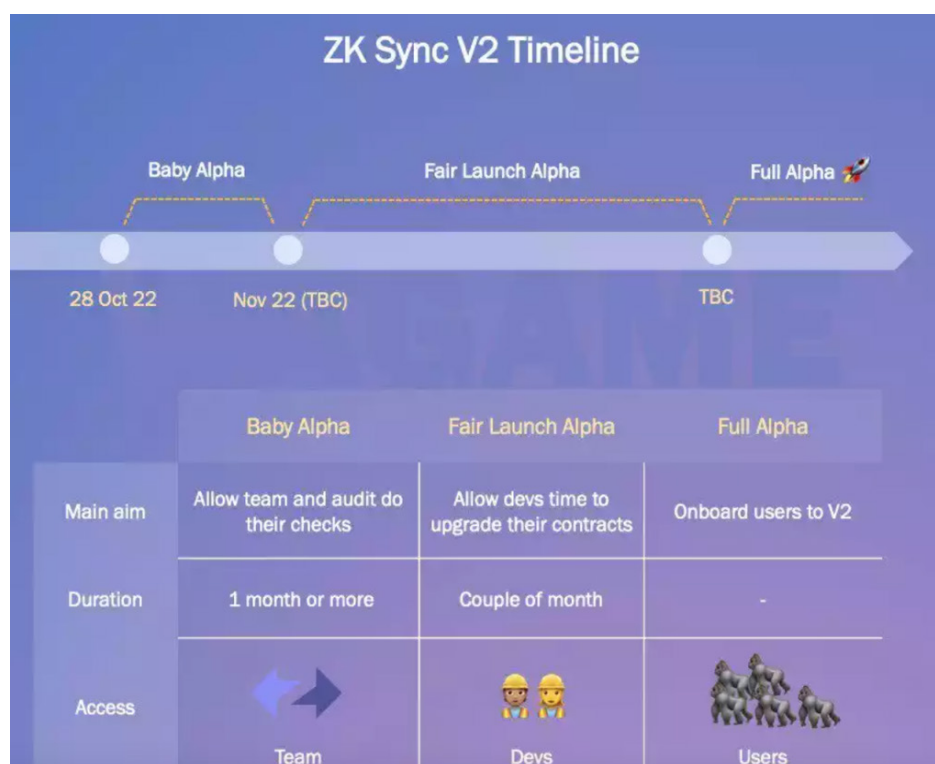 ZK Sync V2 Timeline
Baby Alpha
Fair Launch Alpha
Full Alpha 🚀
28 Oct 22
Nov 22 (TBC)
TBC
GAME
Baby Alpha
Fair Launch Alpha
Full Alpha
Main aim
Allow team and audit do
their checks
Allow devs time to
upgrade their contracts
Onboard users to V2
Duration
1 month or more
Couple of month
-
Access
Team
Devs
Users